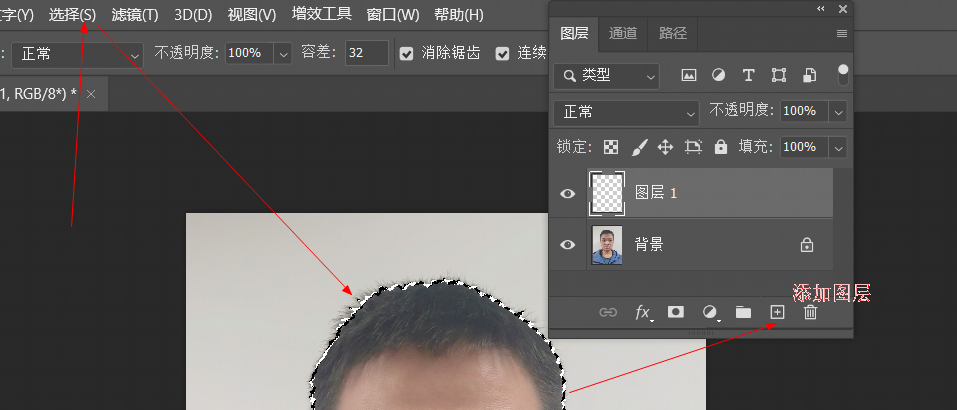 文字(Y) 选择(S) 滤镜(T) 3D(D) 视图(V) 增效工具 窗口(W) 帮助(H)
: 正常 不透明度: 100% 容差: 32 消除锯齿 连续
1, RGB/8*) * ×
图层 通道 路径
类型
正常 不透明度: 100%
锁定: 填充: 100%
图层 1
背景
添加图层
fx